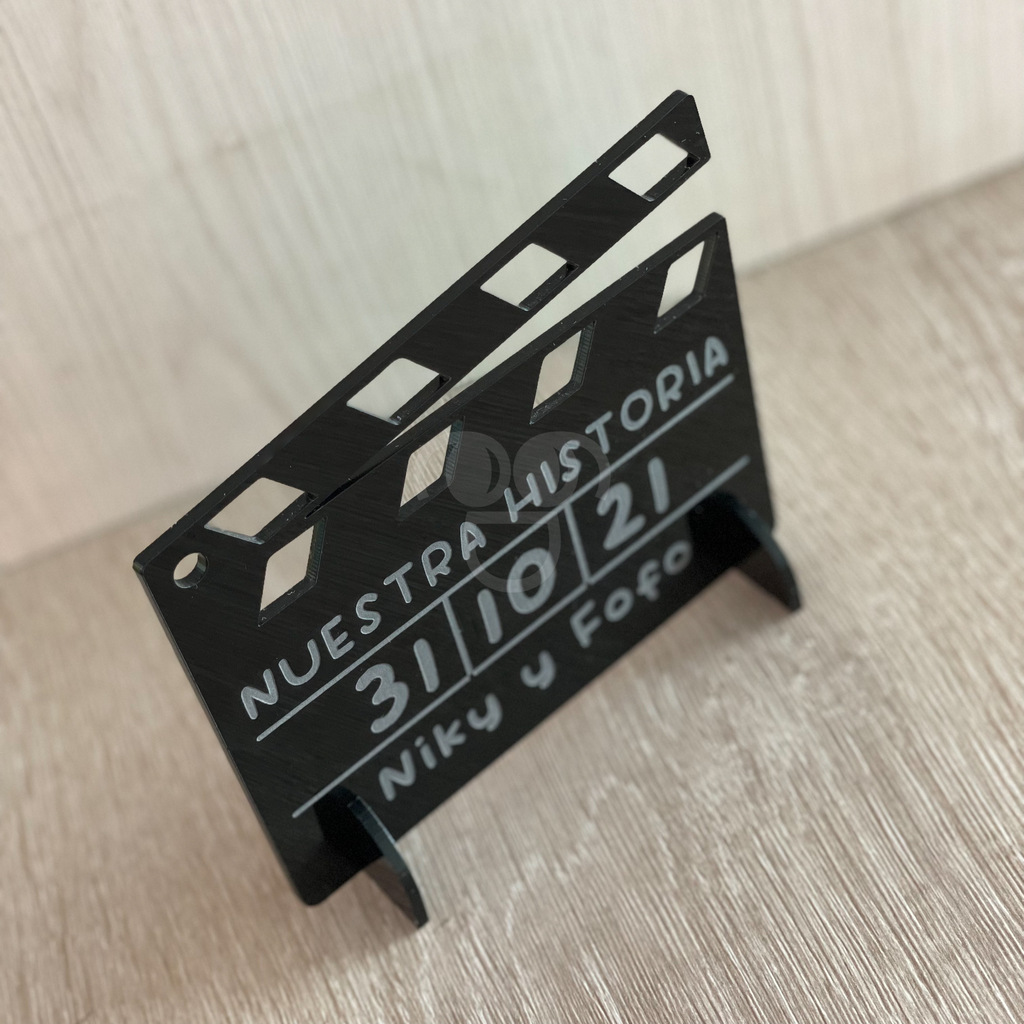 NUESTRA HISTORIA
31 10 21
Niky y Fofo